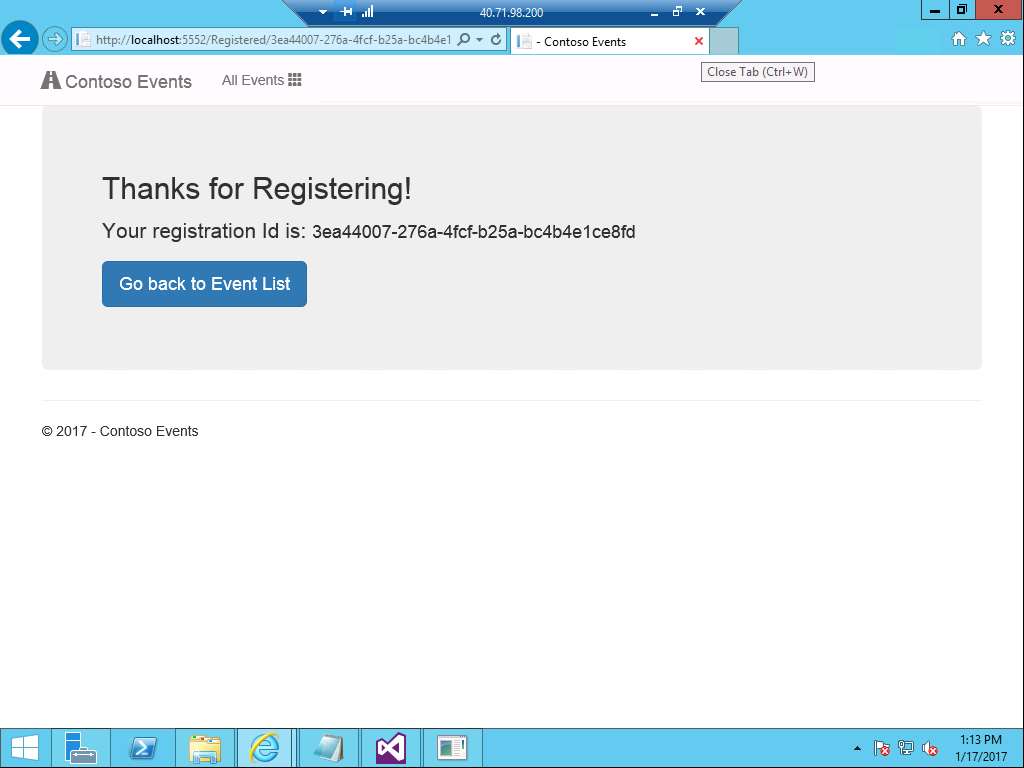 40.71.98.200
http://localhost:5552/Registered/3ea44007-276a-4fcf-b25a-bc4b4e1
- Contoso Events
Close Tab (Ctrl+W)
Contoso Events
All Events
Thanks for Registering!
Your registration Id is: 3ea44007-276a-4fcf-b25a-bc4b4e1ce8fd
Go back to Event List
© 2017 - Contoso Events
1:13 PM
1/17/2017